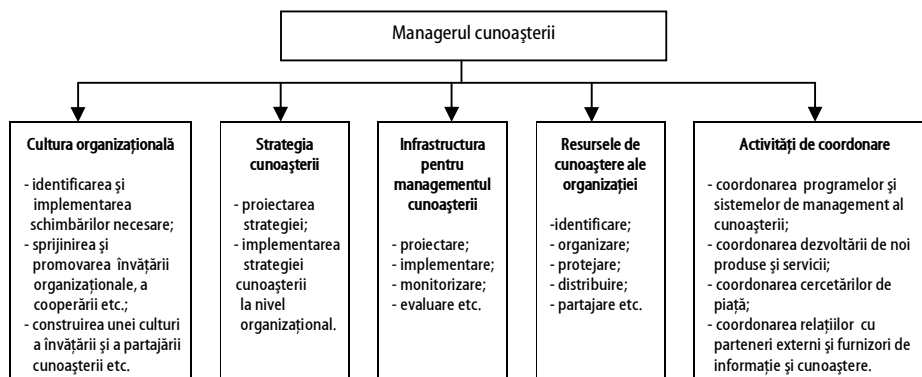 Managerul cunoaşterii
Cultura organizaţională
- identificarea şi
implementarea
schimbărilor necesare;
- sprijinirea şi
promovarea învăţării
organizaţionale, a
cooperării etc.;
- construirea unei culturi
a învăţării şi a partajării
cunoaşterii etc.
Strategia
cunoaşterii
- proiectarea
strategiei;
- implementarea
strategiei
cunoaşterii
la nivel
organizaţional.
Infrastructura
pentru
managementul
cunoaşterii
- proiectare;
- implementare;
- monitorizare;
- evaluare etc.
Resursele de
cunoaştere ale
organizaţiei
-identificare;
- organizare;
- protejare;
- distribuire;
- partajare etc.
Activităţi de coordonare
- coordonarea programelor şi
sistemelor de management al
cunoaşterii;
- coordonarea dezvoltării de noi
produse şi servicii;
- coordonarea cercetărilor de
piaţă;
- coordonarea relaţiilor cu
parteneri externi şi furnizori de
informaţie şi cunoaştere.